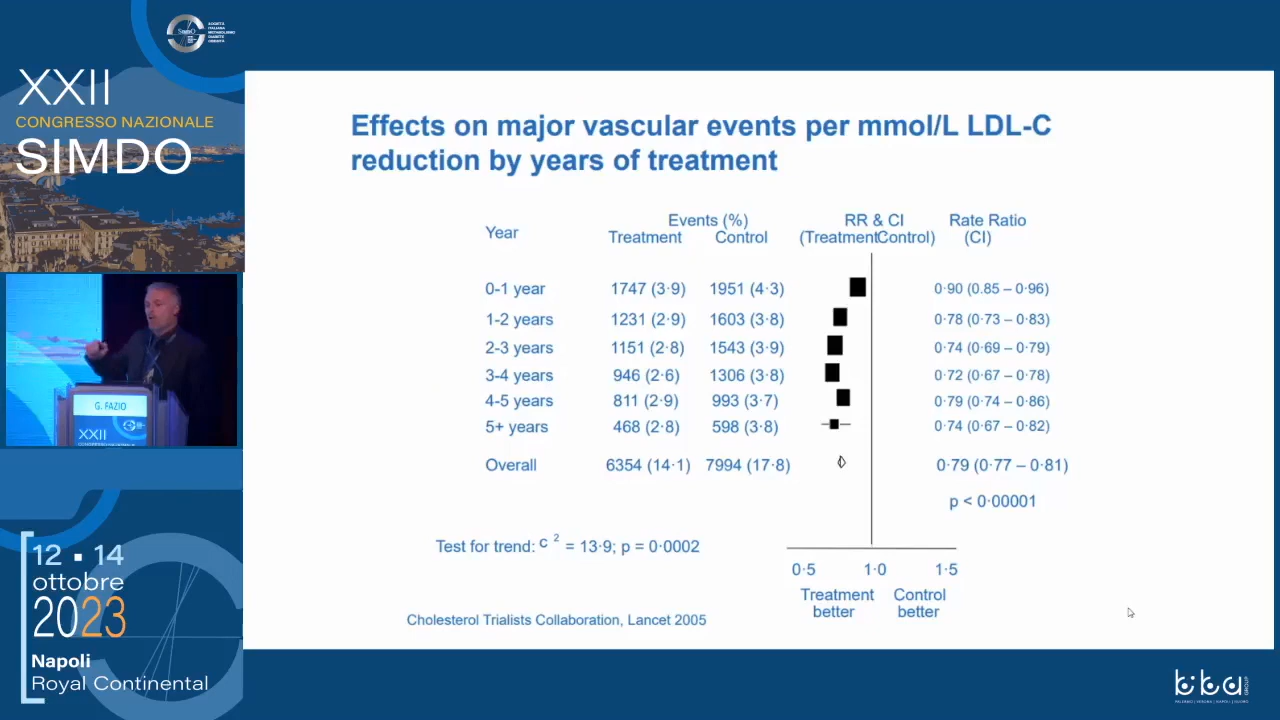 SOCIETÀ
ITALIANA
METABOLISMO
DIABETE
OBESITÀ
XXII
CONGRESSO NAZIONALE
SIMDO
G. FAZIO
XXII
12 ▪ 14
ottobre
2023
Napoli
Royal Continental
Effects on major vascular events per mmol/L LDL-C
reduction by years of treatment
Events (%) RR & CI Rate Ratio
Year Treatment Control (TreatmentControl) (CI)
0-1 year 1747 (3·9) 1951 (4·3) 0·90 (0.85 – 0·96)
1-2 years 1231 (2·9) 1603 (3·8) 0·78 (0·73 – 0·83)
2-3 years 1151 (2·8) 1543 (3·9) 0·74 (0·69 – 0·79)
3-4 years 946 (2·6) 1306 (3·8) 0·72 (0·67 – 0·78)
4-5 years 811 (2·9) 993 (3·7) 0·79 (0·74 – 0·86)
5+ years 468 (2·8) 598 (3·8) 0·74 (0·67 – 0·82)
Overall 6354 (14·1) 7994 (17·8) 0·79 (0·77 – 0·81)
p < 0·00001
Test for trend: c 2 = 13·9; p = 0·0002
0·5 1·0 1·5
Treatment Control
better better
Cholesterol Trialists Collaboration, Lancet 2005
bba GROUP